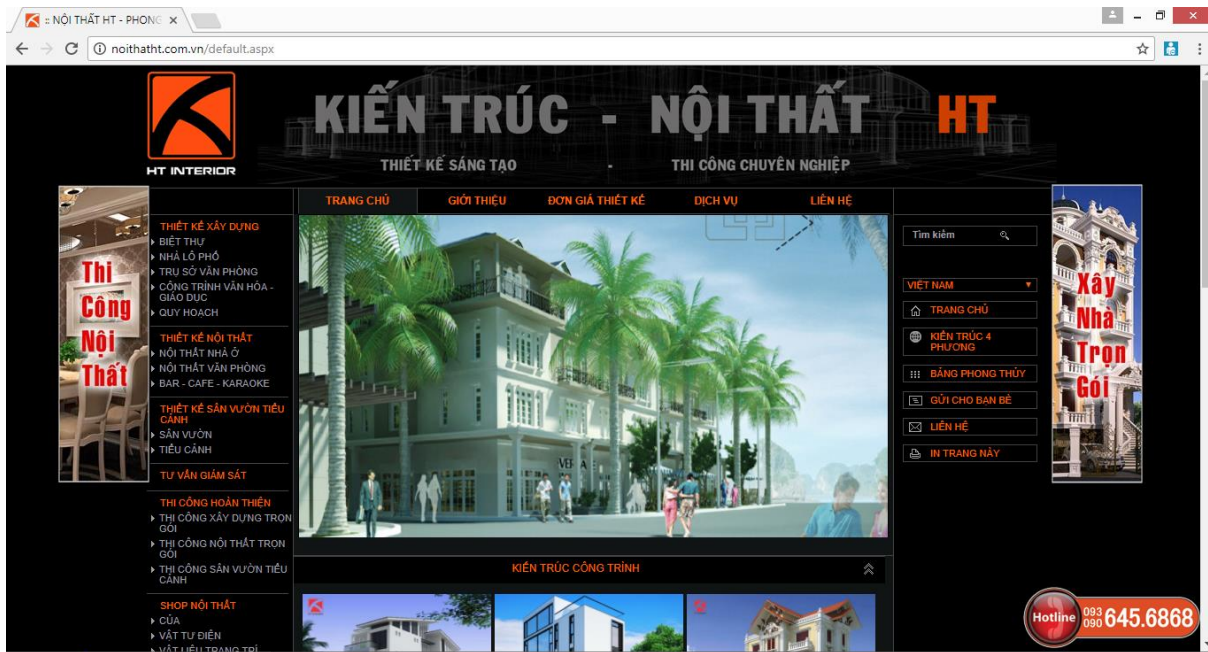 :: NỘI THẤT HT - PHONG
noithatht.com.vn/default.aspx
HT INTERIOR
KIẾN TRÚC - NỘI THẤT HT
THIẾT KẾ SÁNG TẠO - THI CÔNG CHUYÊN NGHIỆP
TRANG CHỦ GIỚI THIỆU ĐƠN GIÁ THIẾT KẾ DỊCH VỤ LIÊN HỆ
Thi
Công
Nội
Thất
THIẾT KẾ XÂY DỰNG
BIỆT THỰ
NHÀ LÔ PHỐ
TRỤ SỞ VĂN PHÒNG
CÔNG TRÌNH VĂN HÓA -
GIÁO DỤC
QUY HOẠCH
THIẾT KẾ NỘI THẤT
NỘI THẤT NHÀ Ở
NỘI THẤT VĂN PHÒNG
BAR - CAFE - KARAOKE
THIẾT KẾ SÂN VƯỜN TIỂU
CẢNH
SÂN VƯỜN
TIỂU CẢNH
TƯ VẤN GIÁM SÁT
THI CÔNG HOÀN THIỆN
THI CÔNG XÂY DỰNG TRỌN
GÓI
THI CÔNG NỘI THẤT TRỌN
GÓI
THI CÔNG SÂN VƯỜN TIỂU
CẢNH
SHOP NỘI THẤT
CỬA
VẬT TƯ ĐIỆN
VẬT LIỆU TRANG TRÍ
KIẾN TRÚC CÔNG TRÌNH
Tìm kiếm
VIỆT NAM
TRANG CHỦ
KIẾN TRÚC 4
PHƯƠNG
BẢNG PHONG THỦY
GỬI CHO BẠN BÈ
LIÊN HỆ
IN TRANG NÀY
Xây
Nhà
Trọn
Gói
Hotline 093 090 645.6868